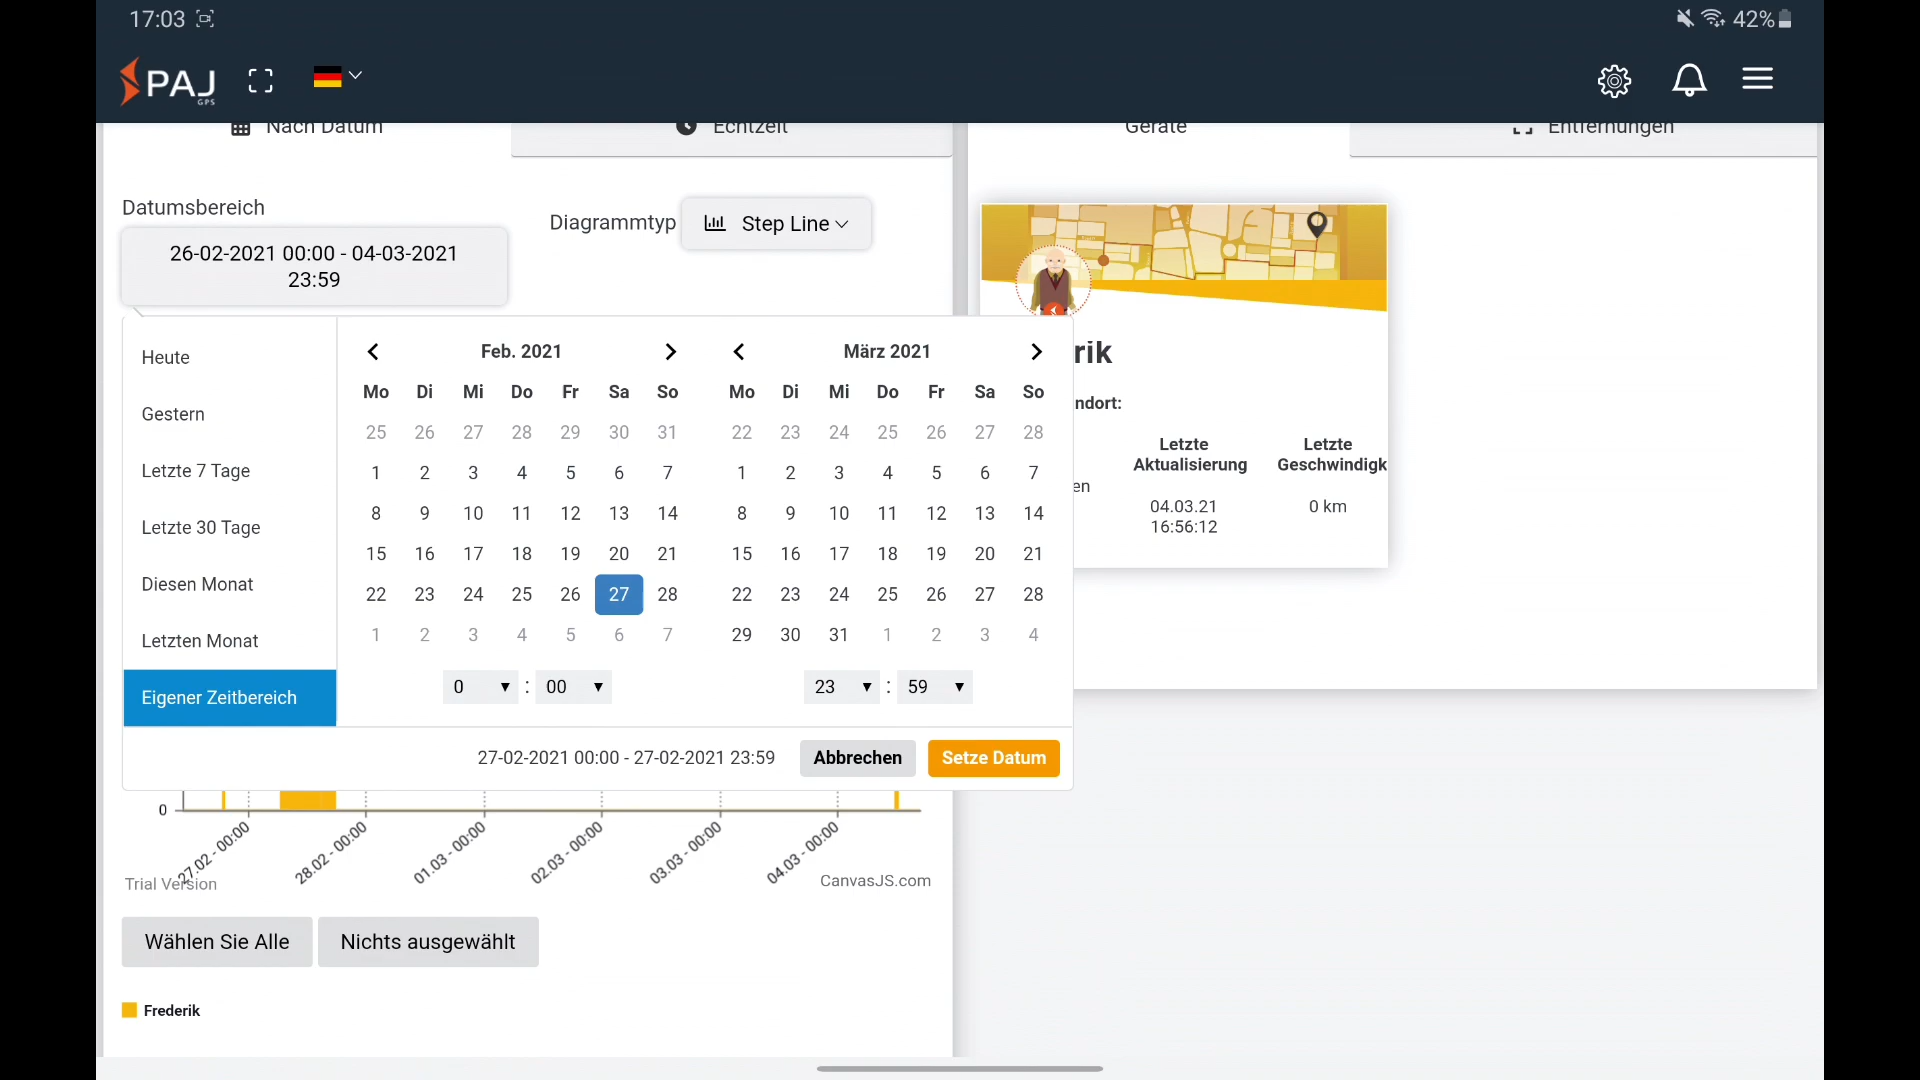 17:03
42%
PAJ
GPS
Nach Datum
Echtzeit
Geräte
Entfernungen
Datumsbereich
26-02-2021 00:00 - 04-03-2021
23:59
Diagrammtyp
Step Line
Heute
Gestern
Letzte 7 Tage
Letzte 30 Tage
Diesen Monat
Letzten Monat
Eigener Zeitbereich
Feb. 2021
Mo Di Mi Do Fr Sa So
25 26 27 28 29 30 31
1 2 3 4 5 6 7
8 9 10 11 12 13 14
15 16 17 18 19 20 21
22 23 24 25 26 27 28
1 2 3 4 5 6 7
0 : 00
März 2021
Mo Di Mi Do Fr Sa So
22 23 24 25 26 27 28
1 2 3 4 5 6 7
8 9 10 11 12 13 14
15 16 17 18 19 20 21
22 23 24 25 26 27 28
29 30 31 1 2 3 4
23 : 59
27-02-2021 00:00 - 27-02-2021 23:59
Abbrechen
Setze Datum
rik
ndort:
en
Letzte
Aktualisierung
04.03.21
16:56:12
Letzte
Geschwindigk
0 km
0
27.02 - 00:00
28.02 - 00:00
01.03 - 00:00
02.03 - 00:00
03.03 - 00:00
04.03 - 00:00
Trial Version
CanvasJS.com
Wählen Sie Alle
Nichts ausgewählt
Frederik